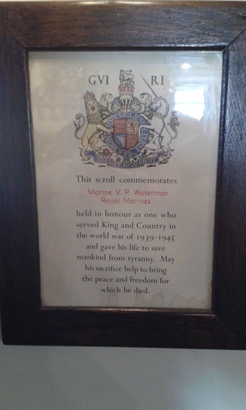 GVI RI
This scroll commemorates
Marine V. P. Waterman
Royal Marines
held in honour as one who
served King and Country in
the world war of 1939-1945
and gave his life to save
mankind from tyranny. May
his sacrifice help to bring
the peace and freedom for
which he died.